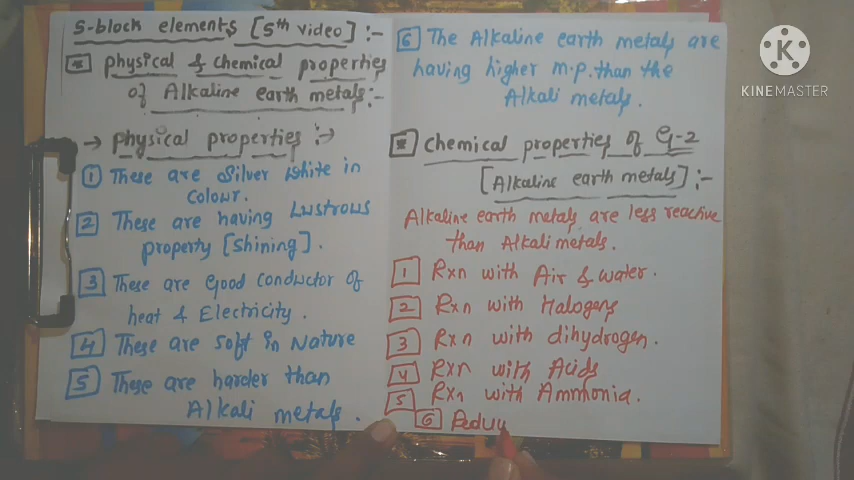 S-block elements [5th video] :-
* physical & chemical properties
of Alkaline earth metals:-
→ physical properties :→
1 These are Silver white in
colour.
2 These are having Lustrows
property [shining].
3 These are Good conductor of
heat & Electricity.
4 These are soft in Nature
5 These are harder than
Alkali metals.
6 The Alkaline earth metals are
having higher m.p. than the
Alkali metals.
* Chemical properties of G-2
[Alkaline earth metals] :-
Alkaline earth metals are less reactive
than Alkali metals.
1 Rxn with Air & water.
2 Rxn with Halogens
3 Rxn with dihydrogen.
4 Rxn with Acids
5 Rxn with Ammonia.
6 Reduc
K
KINEMASTER